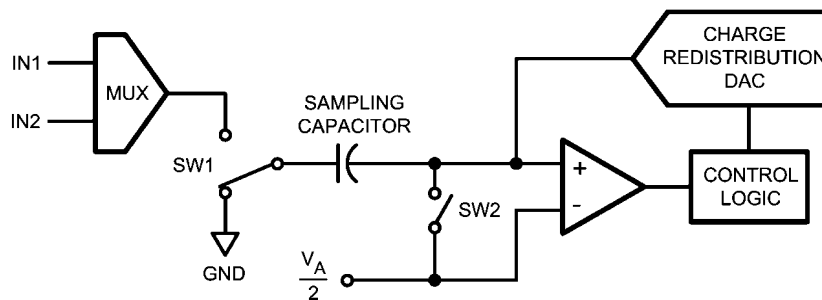 IN1
IN2
MUX
SW1
GND
SAMPLING
CAPACITOR
SW2
V_A
2
+
-
CHARGE
REDISTRIBUTION
DAC
CONTROL
LOGIC